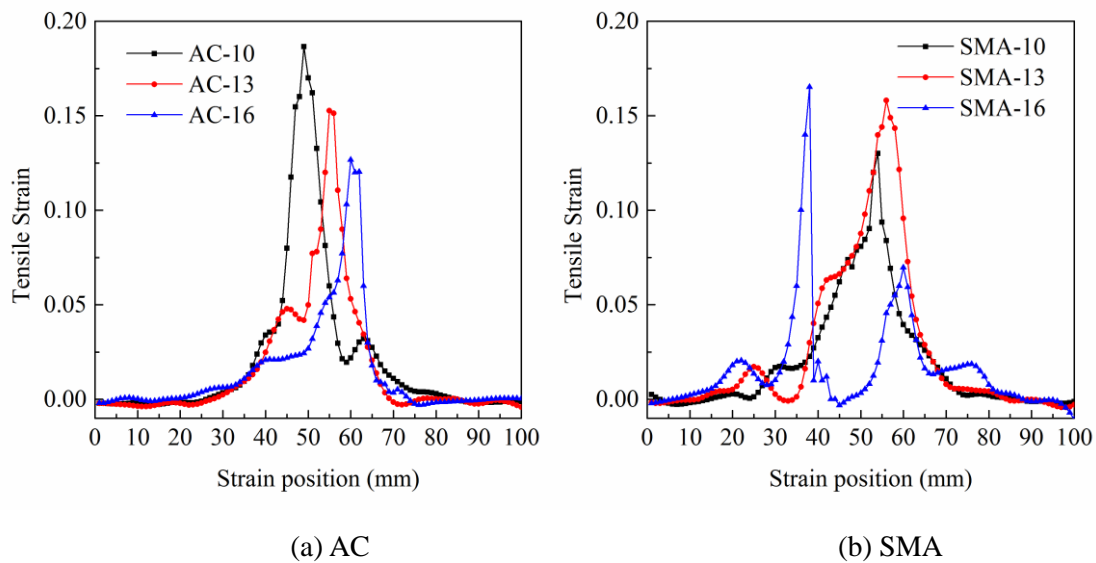 0.20
0.15
0.10
0.05
0.00
Tensile Strain
AC-10
AC-13
AC-16
0 10 20 30 40 50 60 70 80 90 100
Strain position (mm)
(a) AC
0.20
0.15
0.10
0.05
0.00
Tensile Strain
SMA-10
SMA-13
SMA-16
0 10 20 30 40 50 60 70 80 90 100
Strain position (mm)
(b) SMA